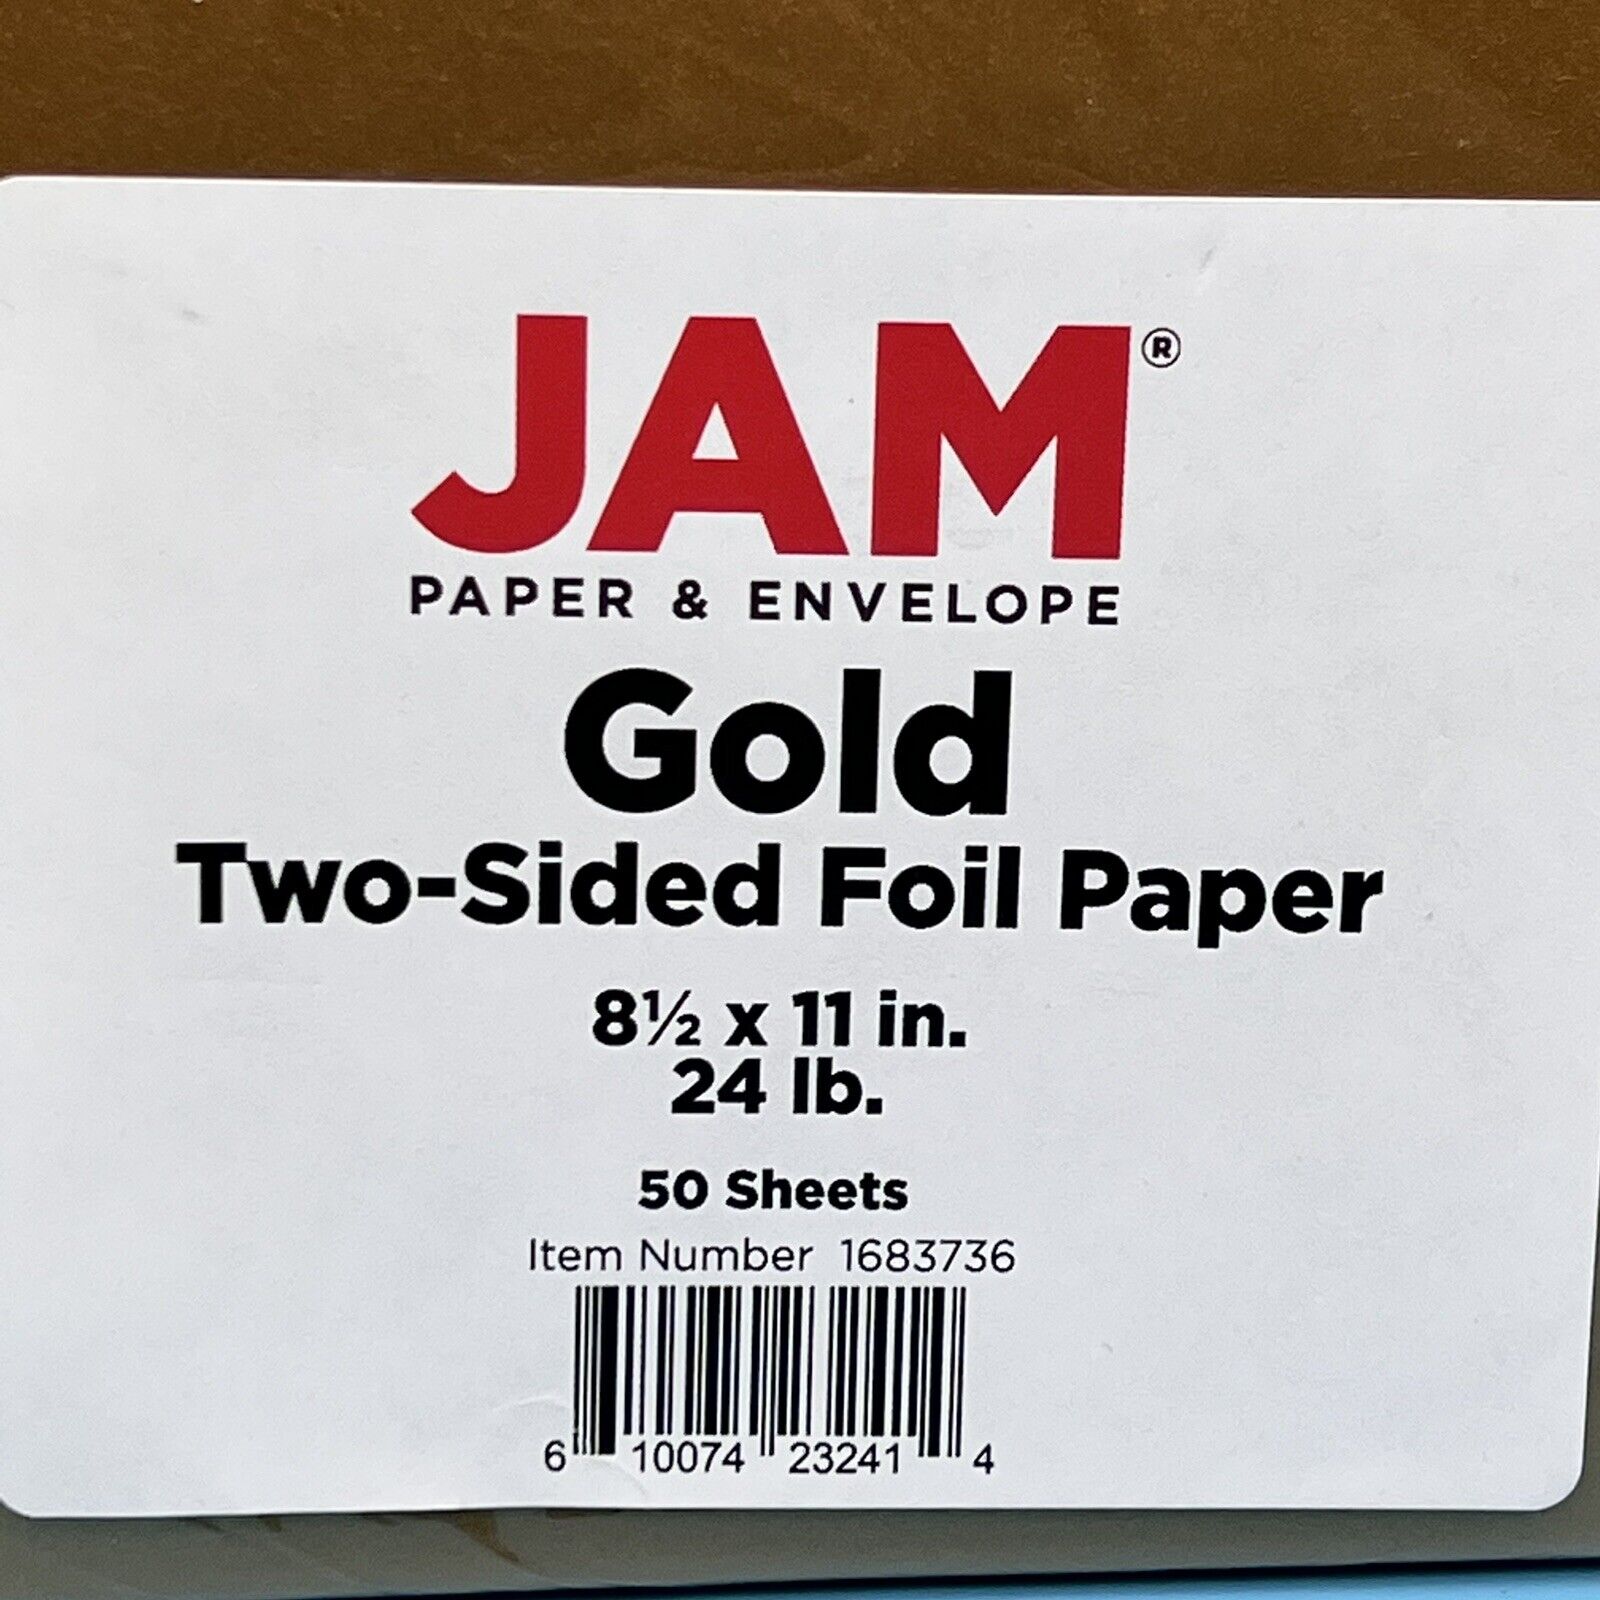 JAM®
PAPER & ENVELOPE
Gold
Two-Sided Foil Paper
8½ x 11 in.
24 lb.
50 Sheets
Item Number 1683736
6 10074 23241 4